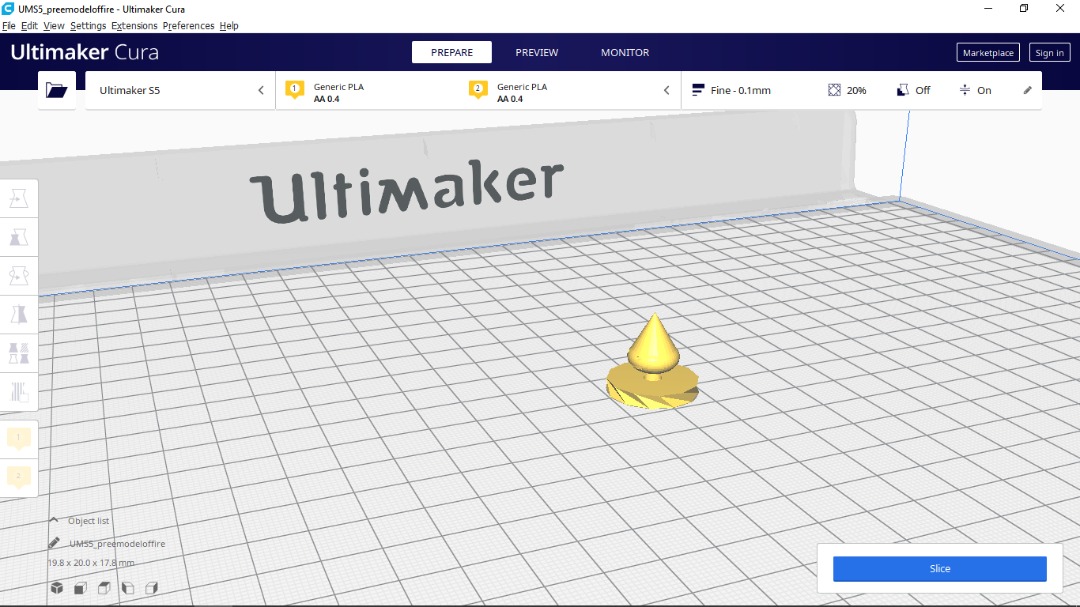 UMS5_preemodeloffire - Ultimaker Cura
File Edit View Settings Extensions Preferences Help
Ultimaker Cura
PREPARE
PREVIEW
MONITOR
Marketplace
Sign in
Ultimaker S5
1
Generic PLA
AA 0.4
2
Generic PLA
AA 0.4
Fine - 0.1mm
20%
Off
On
Ultimaker
1
2
Object list
UMS5_preemodeloffire
19.8 x 20.0 x 17.8 mm
Slice